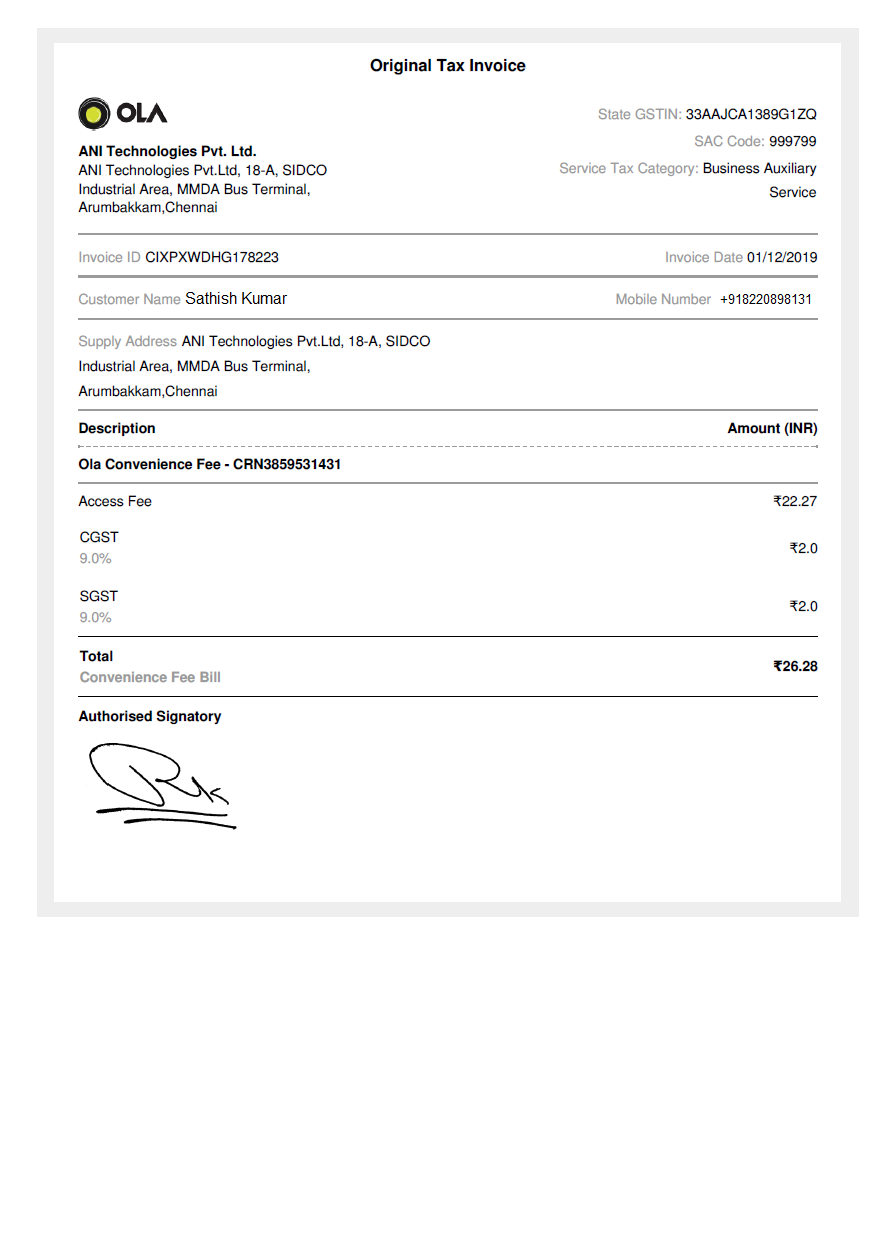 Original Tax Invoice
OLA
State GSTIN: 33AAJCA1389G1ZQ
SAC Code: 999799
Service Tax Category: Business Auxiliary
Service
ANI Technologies Pvt. Ltd.
ANI Technologies Pvt.Ltd, 18-A, SIDCO
Industrial Area, MMDA Bus Terminal,
Arumbakkam,Chennai
Invoice ID CIXPXWDHG178223 Invoice Date 01/12/2019
Customer Name Sathish Kumar Mobile Number +918220898131
Supply Address ANI Technologies Pvt.Ltd, 18-A, SIDCO
Industrial Area, MMDA Bus Terminal,
Arumbakkam,Chennai
Description Amount (INR)
Ola Convenience Fee - CRN3859531431
Access Fee ₹22.27
CGST
9.0% ₹2.0
SGST
9.0% ₹2.0
Total
Convenience Fee Bill ₹26.28
Authorised Signatory